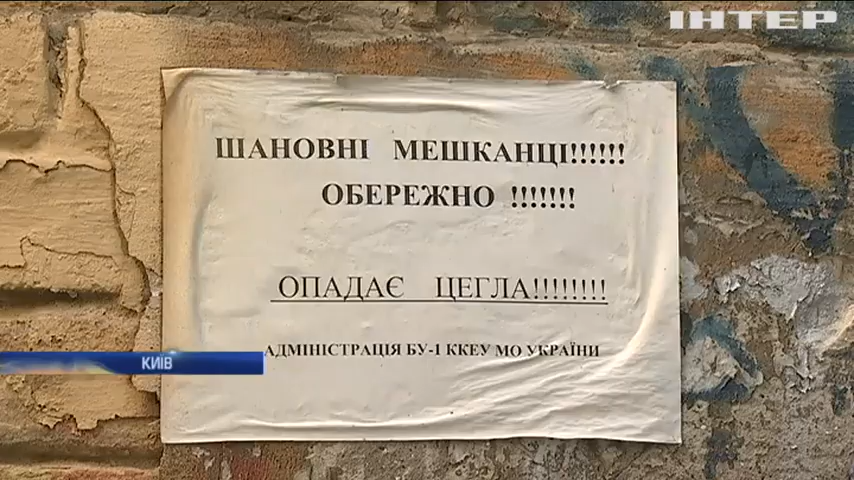 ІНТЕР
ШАНОВНІ МЕШКАНЦІ!!!!!!
ОБЕРЕЖНО !!!!!!!
ОПАДАЄ ЦЕГЛА!!!!!!!!
АДМІНІСТРАЦІЯ БУ-1 ККЕУ МО УКРАЇНИ
КИЇВ